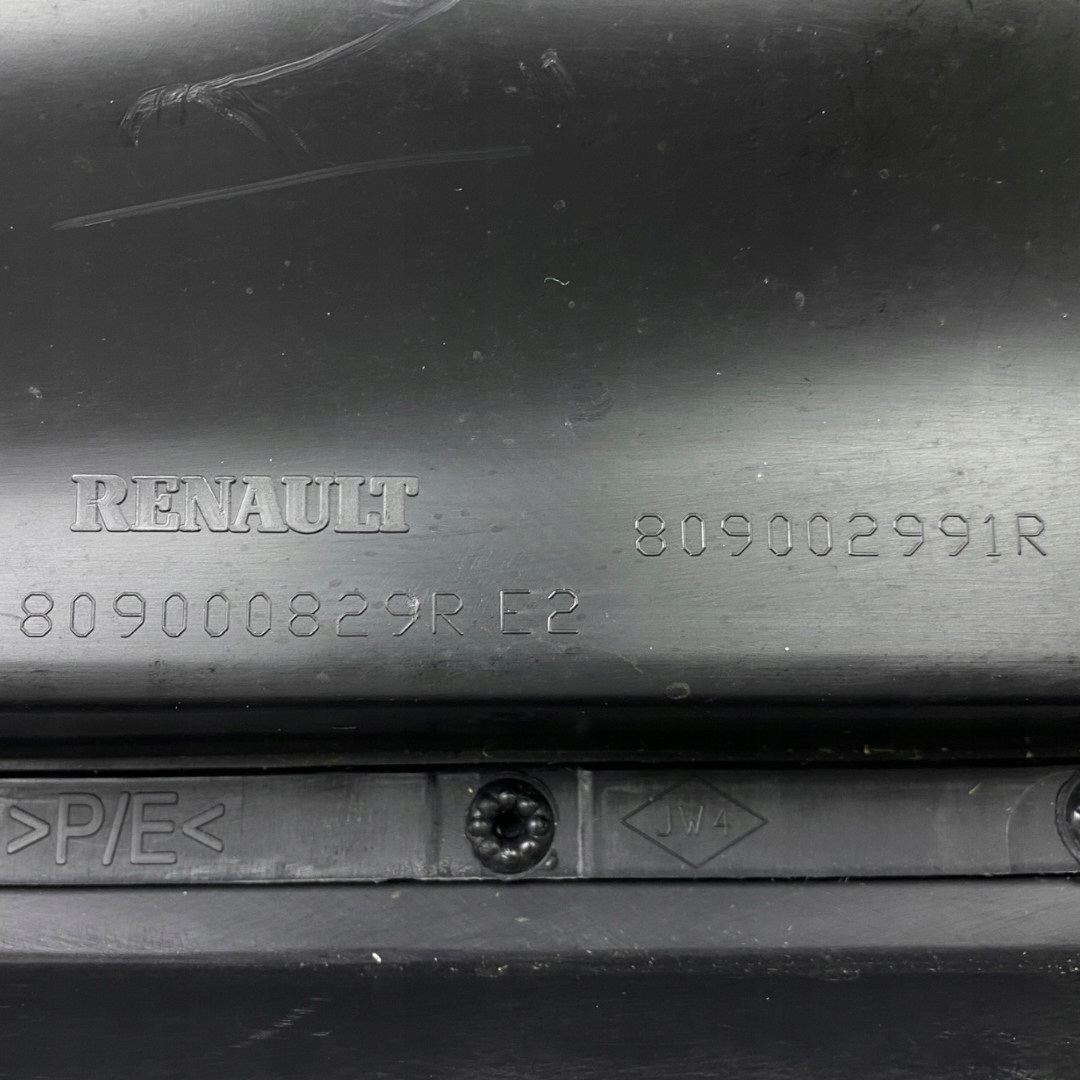 RENAULT
809002991R
809000829R E2
>P/E<
JW4